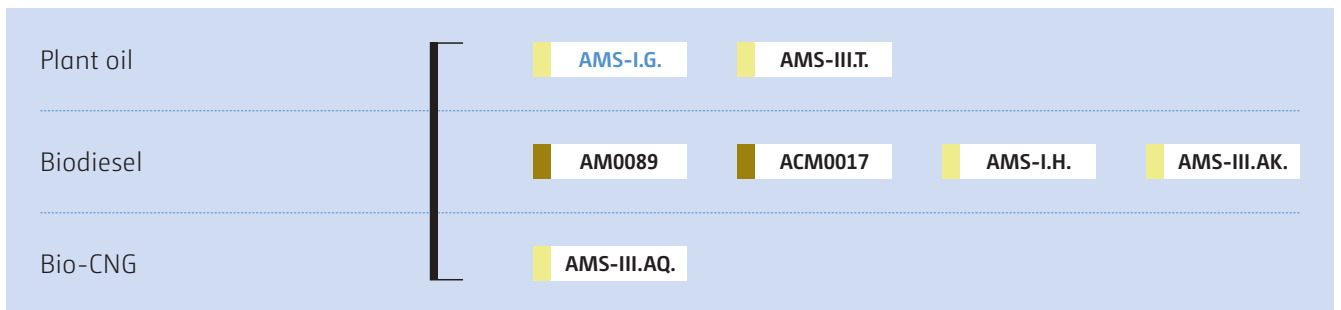 Plant oil AMS-I.G. AMS-III.T.
Biodiesel AM0089 ACM0017 AMS-I.H. AMS-III.AK.
Bio-CNG AMS-III.AQ.